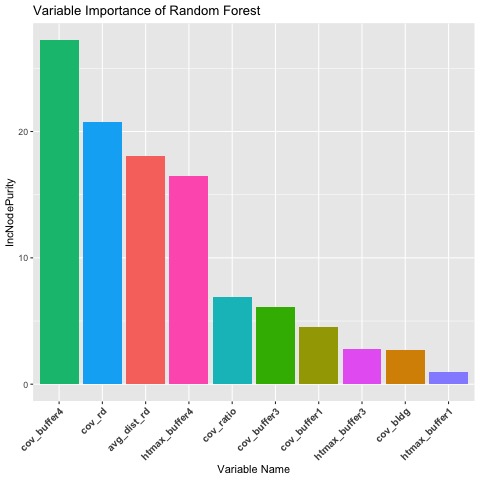 Variable Importance of Random Forest
IncNodePurity
20
10
0
cov_buffer4
cov_rd
avg_dist_rd
htmax_buffer4
cov_ratio
cov_buffer3
cov_buffer1
htmax_buffer3
cov_bldg
htmax_buffer1
Variable Name